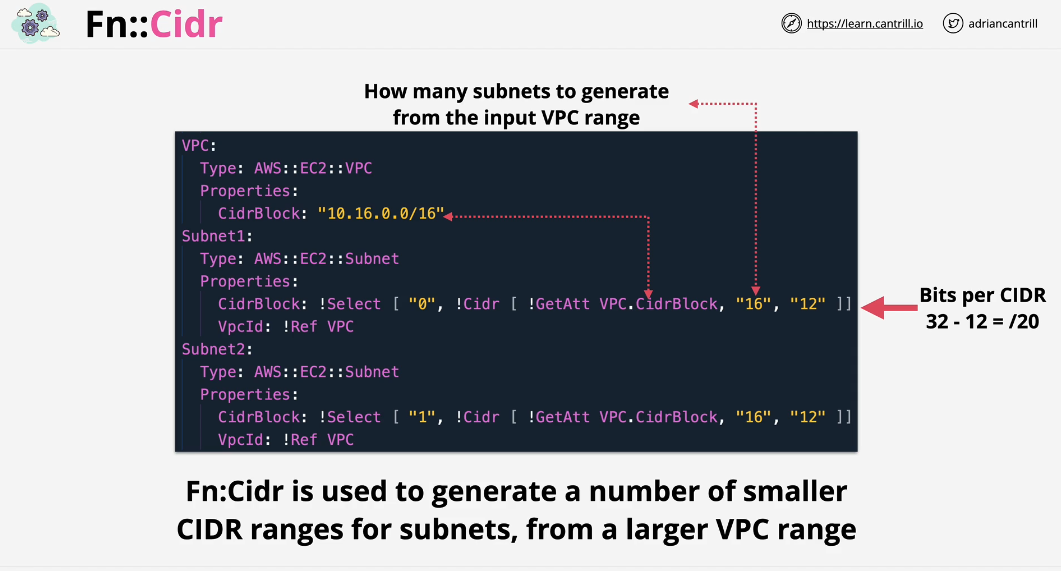 Fn::Cidr
https://learn.cantrill.io
adriancantrill
How many subnets to generate
from the input VPC range
VPC:
  Type: AWS::EC2::VPC
  Properties:
    CidrBlock: "10.16.0.0/16"
Subnet1:
  Type: AWS::EC2::Subnet
  Properties:
    CidrBlock: !Select [ "0", !Cidr [ !GetAtt VPC.CidrBlock, "16", "12" ]]
    VpcId: !Ref VPC
Subnet2:
  Type: AWS::EC2::Subnet
  Properties:
    CidrBlock: !Select [ "1", !Cidr [ !GetAtt VPC.CidrBlock, "16", "12" ]]
    VpcId: !Ref VPC
Bits per CIDR
32 - 12 = /20
Fn:Cidr is used to generate a number of smaller
CIDR ranges for subnets, from a larger VPC range